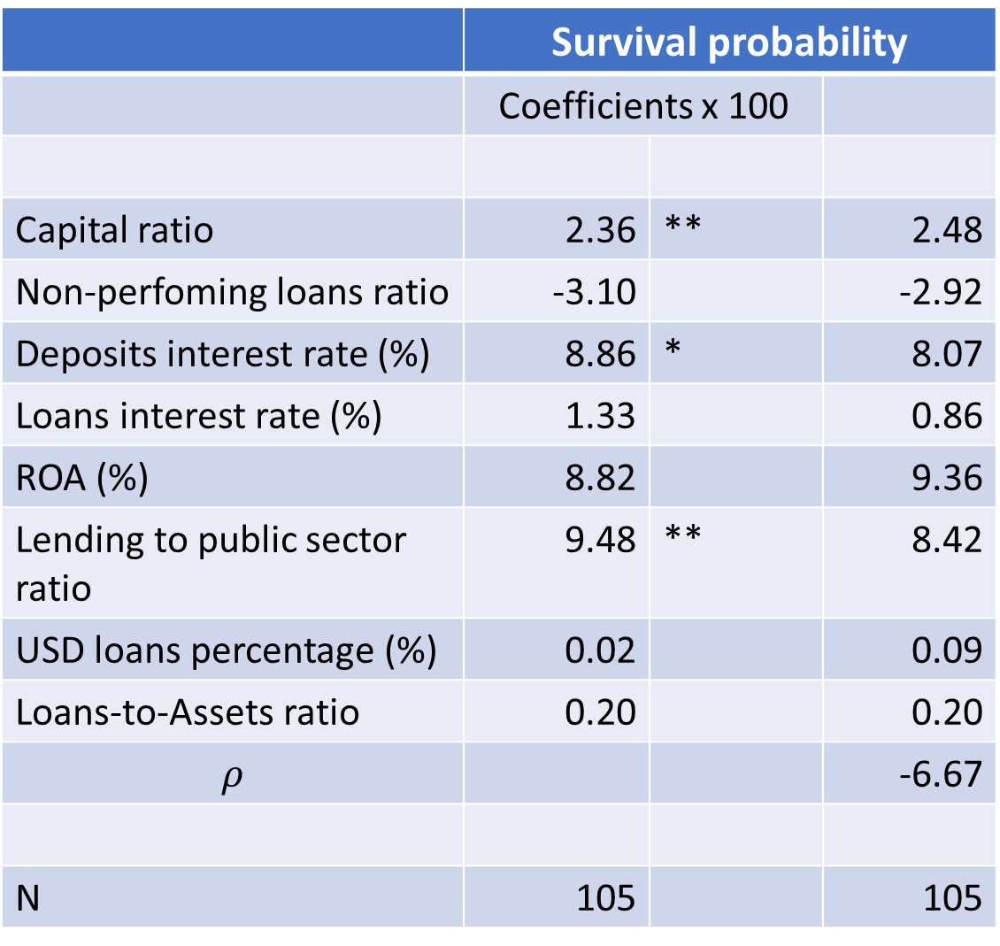 Survival probability
Coefficients x 100
Capital ratio 2.36 ** 2.48
Non-perfoming loans ratio -3.10 -2.92
Deposits interest rate (%) 8.86 * 8.07
Loans interest rate (%) 1.33 0.86
ROA (%) 8.82 9.36
Lending to public sector 9.48 ** 8.42
ratio
USD loans percentage (%) 0.02 0.09
Loans-to-Assets ratio 0.20 0.20
ρ -6.67
N 105 105